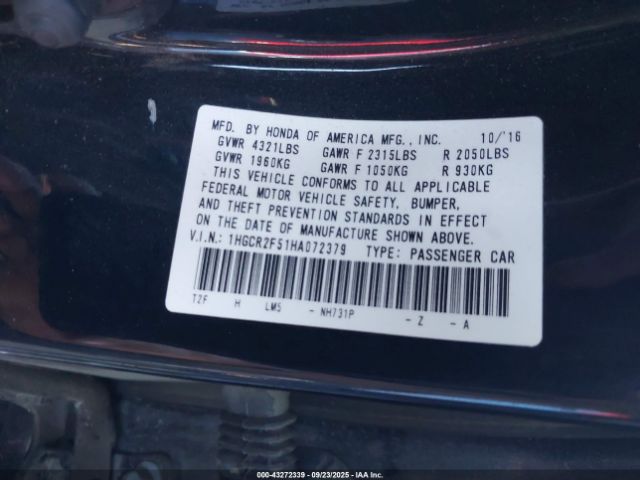 MFD. BY HONDA OF AMERICA MFG., INC. 10/'16
GVWR 4321LBS GAWR F 2315LBS R 2050LBS
GVWR 1960KG GAWR F 1050KG R 930KG
THIS VEHICLE CONFORMS TO ALL APPLICABLE
FEDERAL MOTOR VEHICLE SAFETY, BUMPER,
AND THEFT PREVENTION STANDARDS IN EFFECT
ON THE DATE OF MANUFACTURE SHOWN ABOVE.
V.I.N.: 1HGCR2F51HA072379 TYPE: PASSENGER CAR
T2F H LM5 - NH731P - Z - A
00-43272339 | 09/23/2025 | IAA Inc.